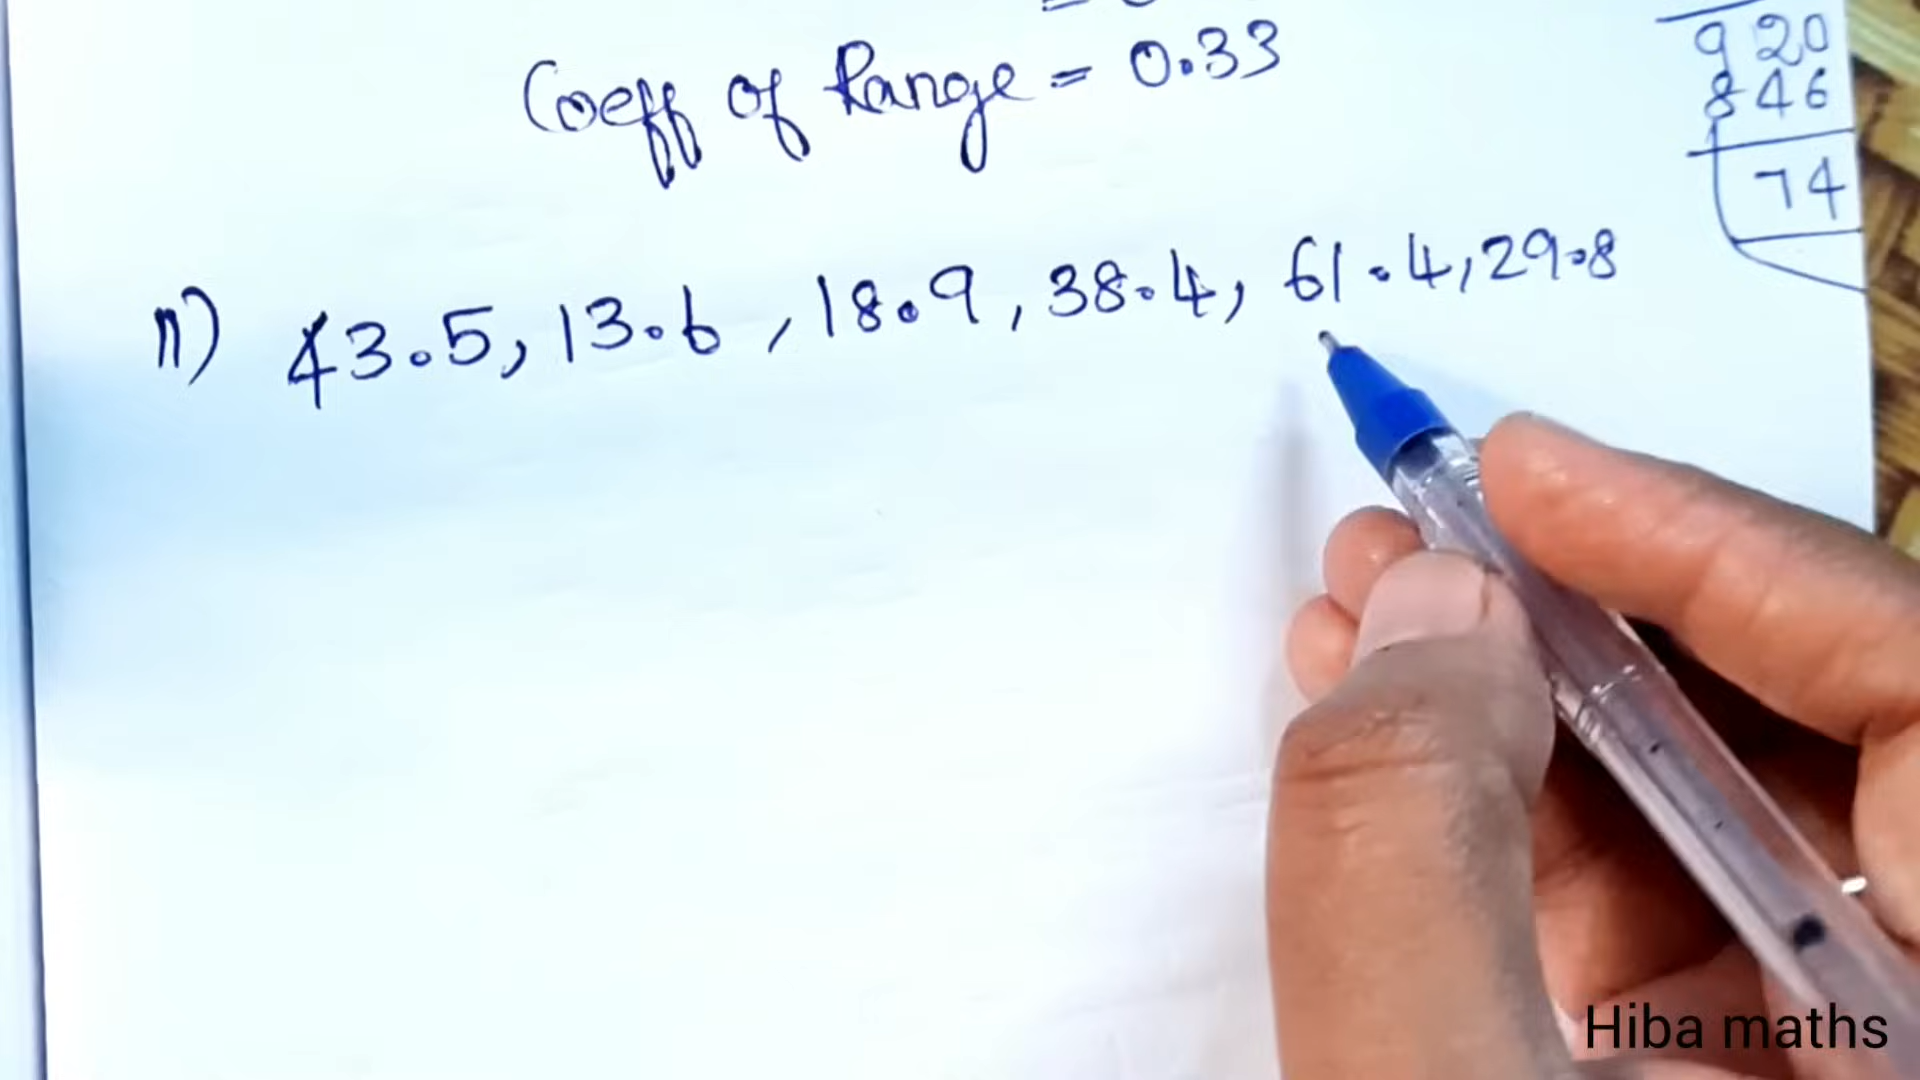 Coeff of Range = 0.33
920
846
74
ii) 43.5, 13.6, 18.9, 38.4, 61.4, 29.8
Hiba maths